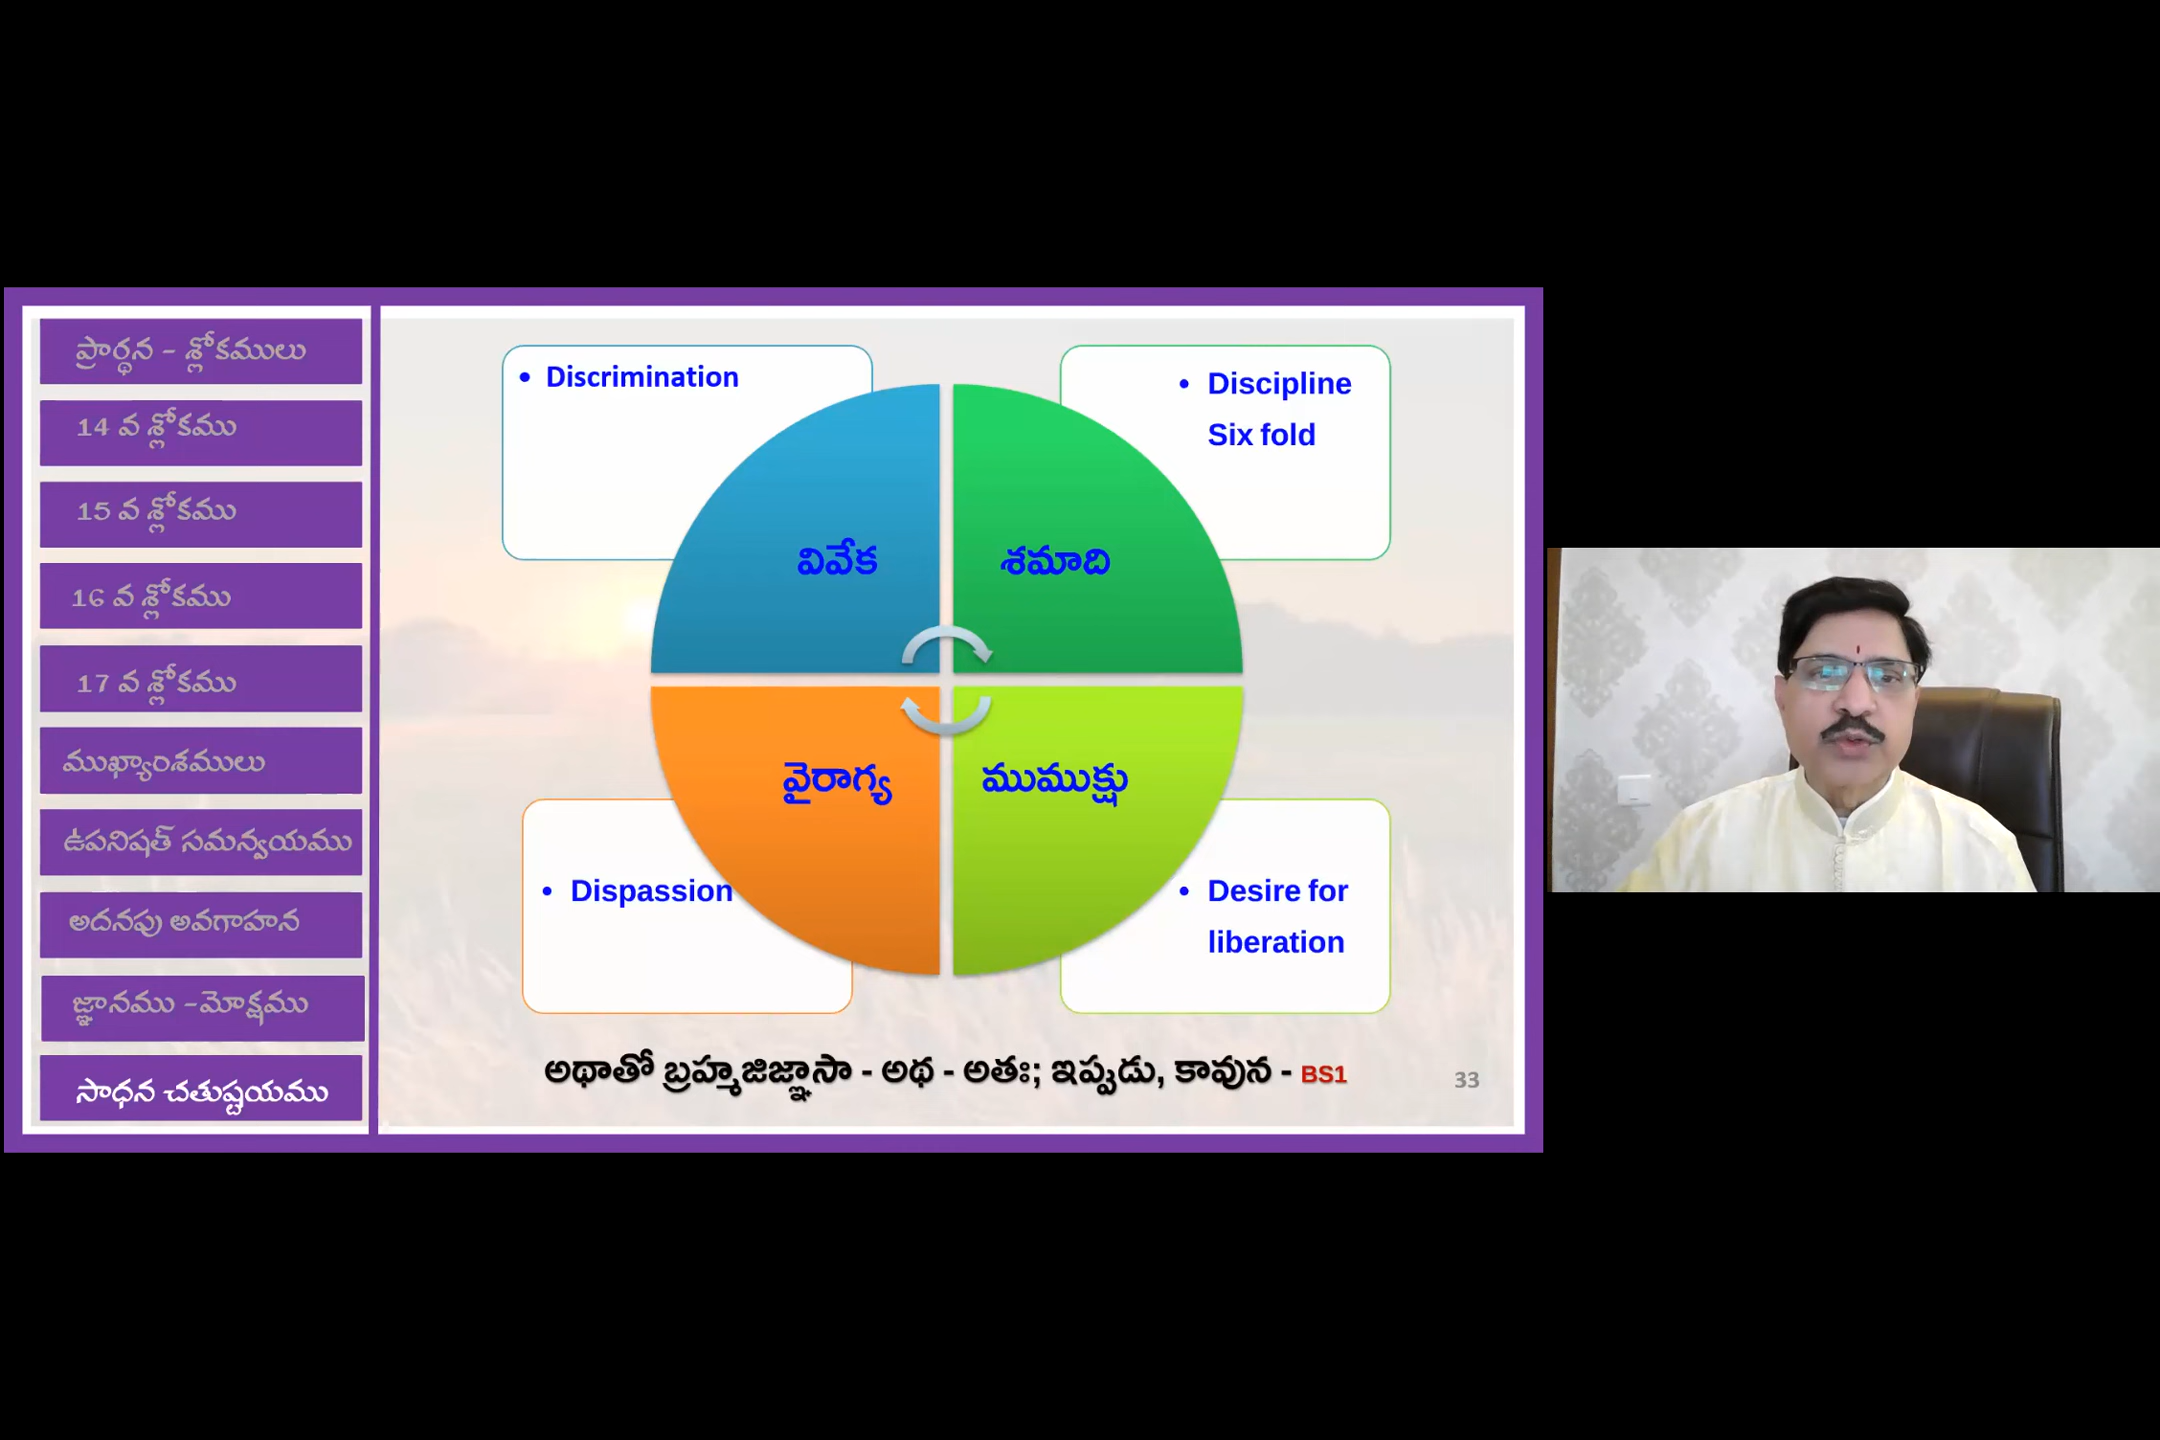 ప్రార్థన - శ్లోకములు
14 వ శ్లోకము
15 వ శ్లోకము
16 వ శ్లోకము
17 వ శ్లోకము
ముఖ్యాంశములు
ఉపనిషత్ సమన్వయము
అదనపు అవగాహన
జ్ఞానము -మోక్షము
సాధన చతుష్టయము
• Discrimination
• Discipline
Six fold
వివేక
శమాది
వైరాగ్య
ముముక్షు
• Dispassion
• Desire for
liberation
అథాతో బ్రహ్మజిజ్ఞాసా - అథ - అతః; ఇప్పుడు, కావున - BS1
33